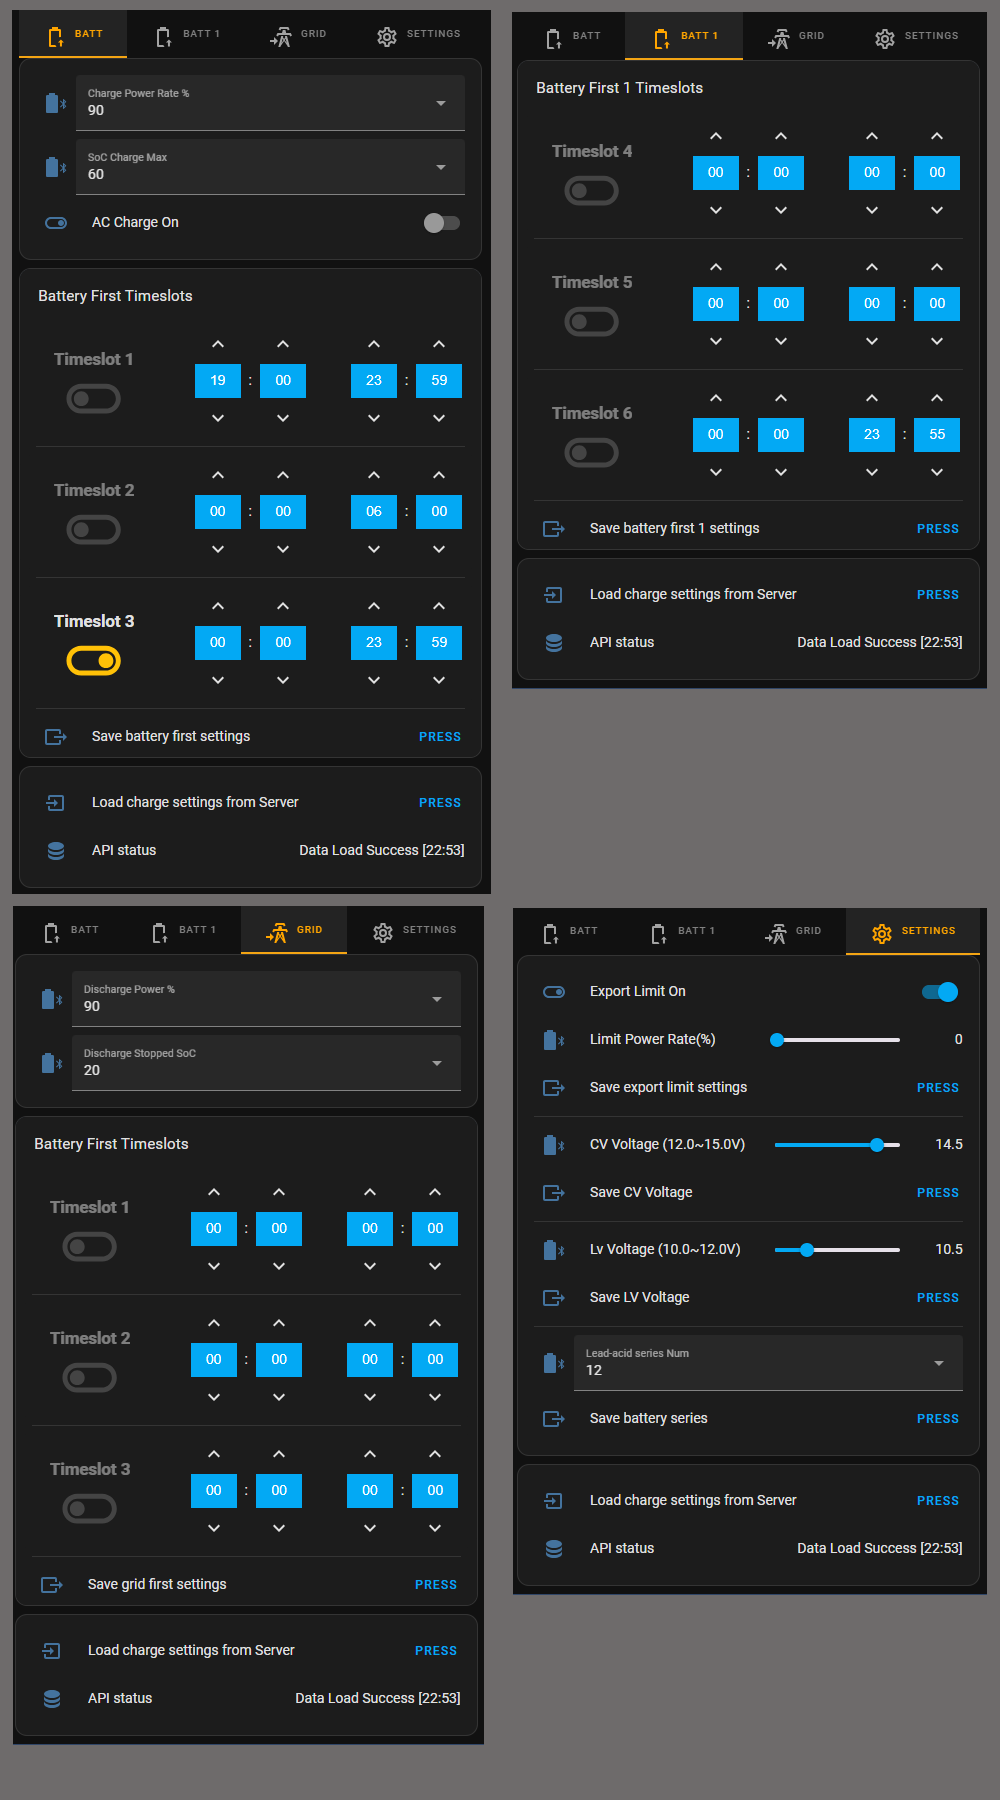 BATT BATT 1 GRID SETTINGS
Charge Power Rate %
90
SoC Charge Max
60
AC Charge On
Battery First Timeslots
Timeslot 1
19 : 00 23 : 59
Timeslot 2
00 : 00 06 : 00
Timeslot 3
00 : 00 23 : 59
Save battery first settings PRESS
Load charge settings from Server PRESS
API status Data Load Success [22:53]
BATT BATT 1 GRID SETTINGS
Battery First 1 Timeslots
Timeslot 4
00 : 00 00 : 00
Timeslot 5
00 : 00 00 : 00
Timeslot 6
00 : 00 23 : 55
Save battery first 1 settings PRESS
Load charge settings from Server PRESS
API status Data Load Success [22:53]
BATT BATT 1 GRID SETTINGS
Discharge Power %
90
Discharge Stopped SoC
20
Battery First Timeslots
Timeslot 1
00 : 00 00 : 00
Timeslot 2
00 : 00 00 : 00
Timeslot 3
00 : 00 00 : 00
Save grid first settings PRESS
Load charge settings from Server PRESS
API status Data Load Success [22:53]
BATT BATT 1 GRID SETTINGS
Export Limit On
Limit Power Rate(%) 0
Save export limit settings PRESS
CV Voltage (12.0~15.0V) 14.5
Save CV Voltage PRESS
Lv Voltage (10.0~12.0V) 10.5
Save LV Voltage PRESS
Lead-acid series Num
12
Save battery series PRESS
Load charge settings from Server PRESS
API status Data Load Success [22:53]